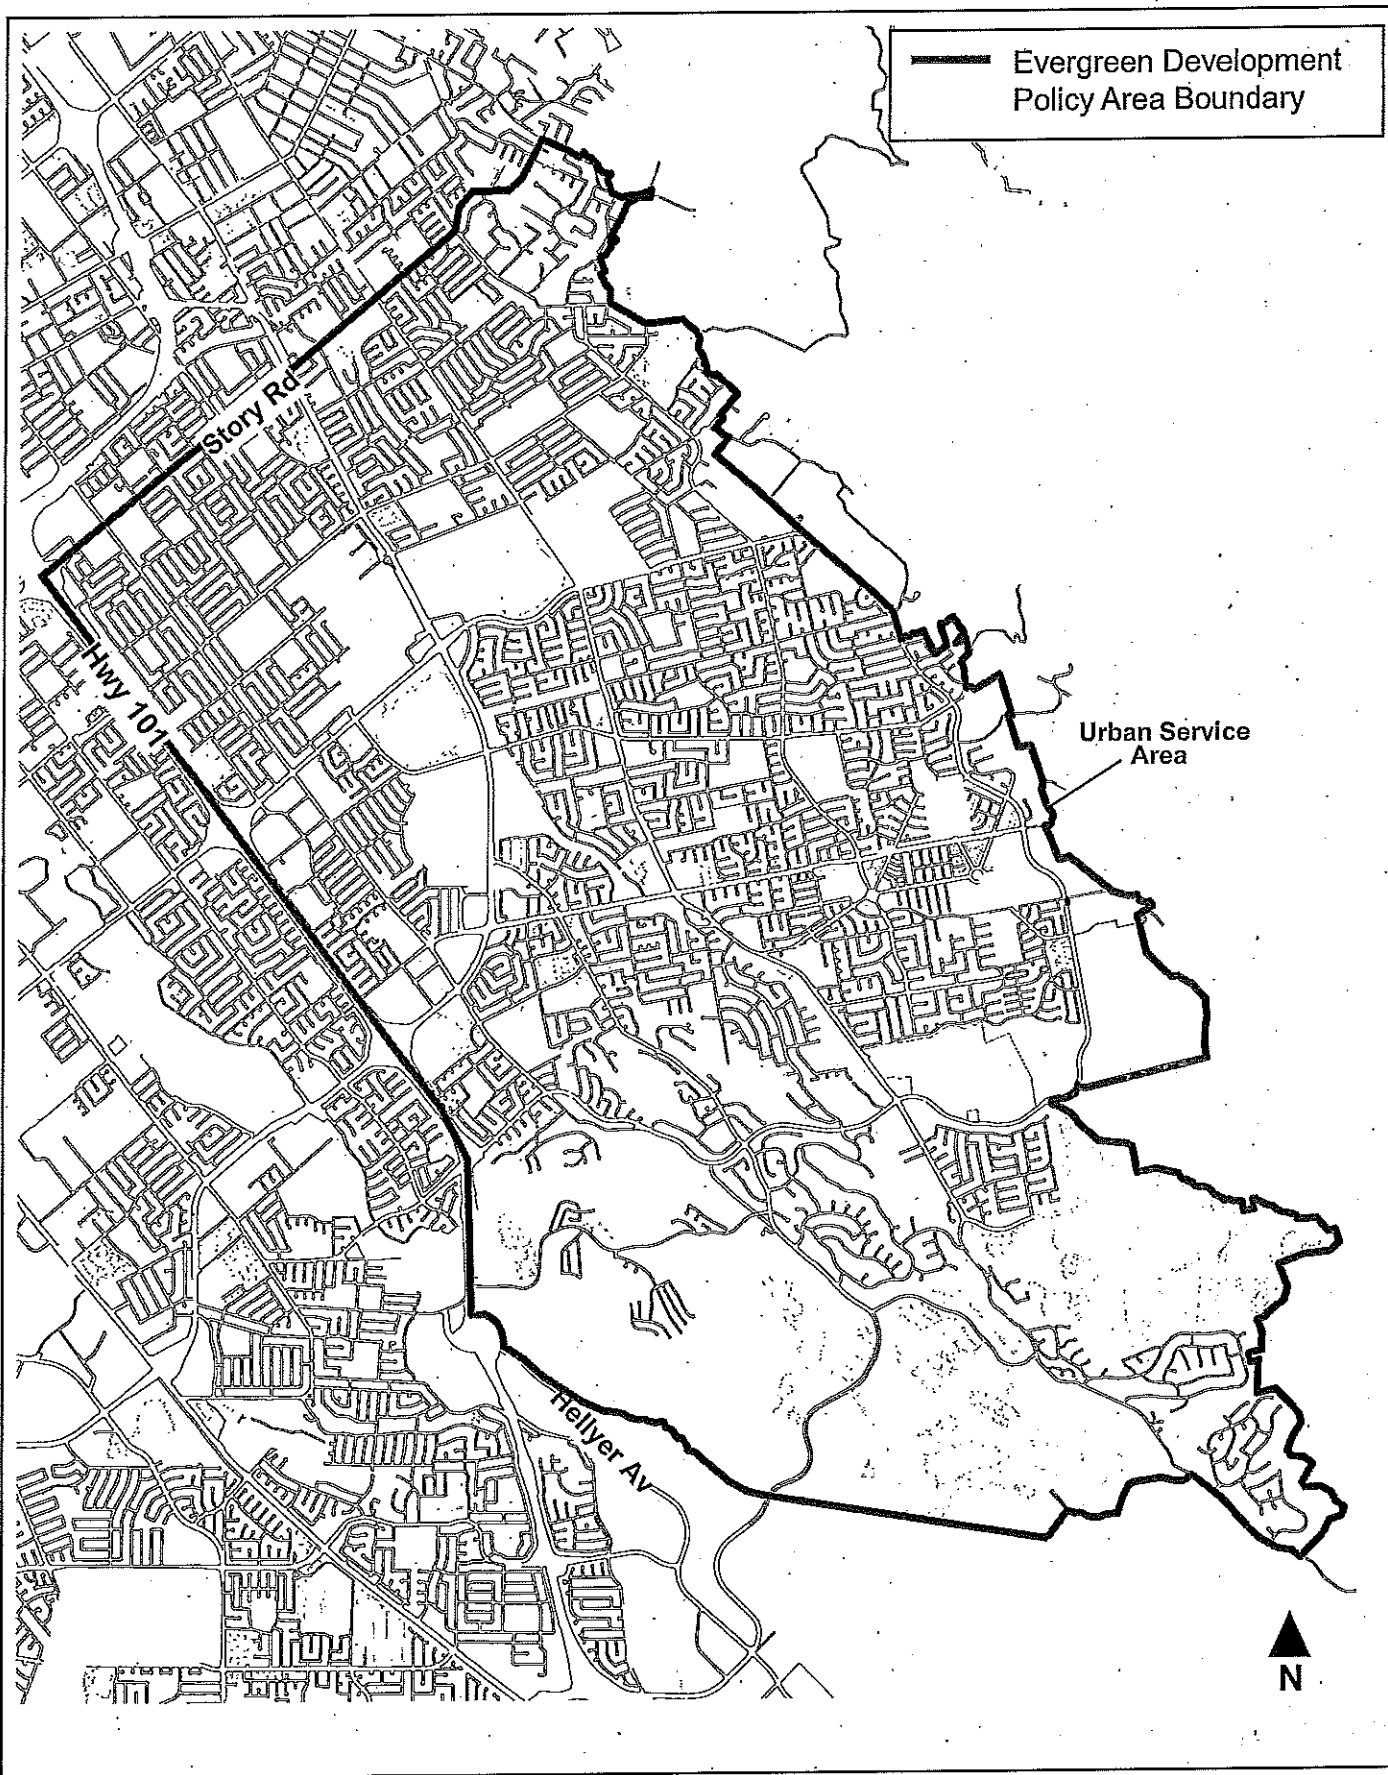 Evergreen Development
Policy Area Boundary
Story Rd
Hwy 101
Urban Service
Area
Hellyer Av
N